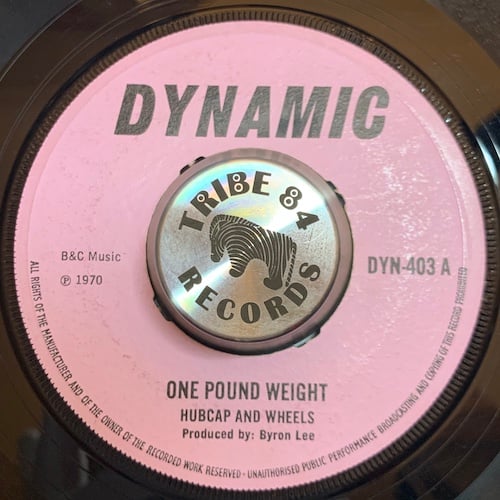 DYNAMIC
TRIBE 84
RECORDS
B&C Music
℗ 1970
DYN-403 A
ONE POUND WEIGHT
HUBCAP AND WHEELS
Produced by: Byron Lee
ALL RIGHTS OF THE MANUFACTURER AND OF THE OWNER OF THE RECORDED WORK RESERVED - UNAUTHORISED PUBLIC PERFORMANCE BROADCASTING AND COPYING OF THIS RECORD PROHIBITED